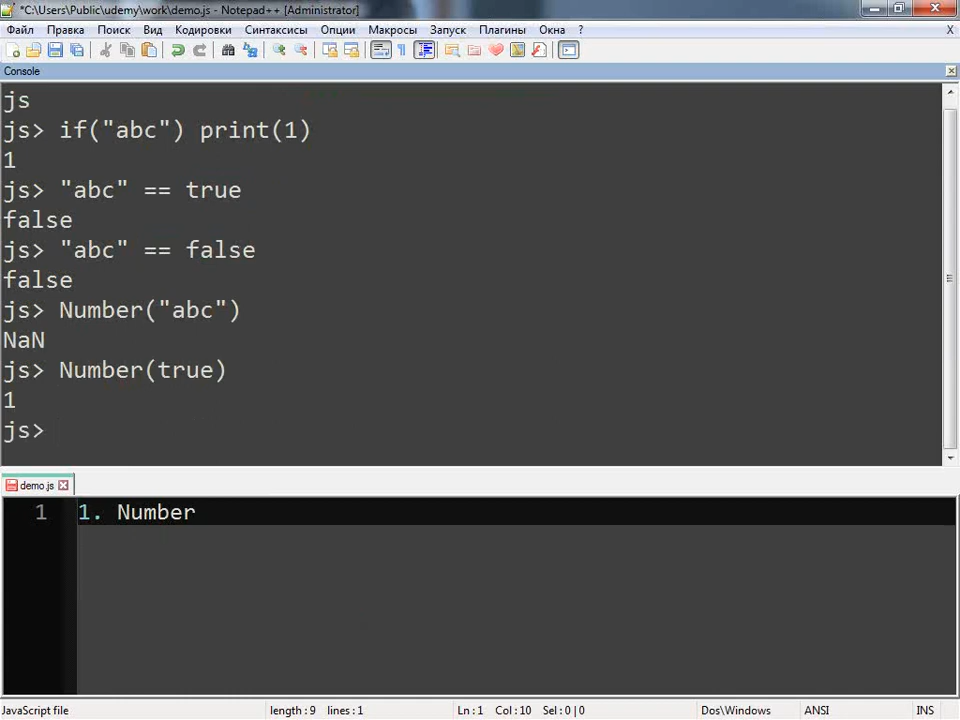 *C:\Users\Public\udemy\work\demo.js - Notepad++ [Administrator]
Файл Правка Поиск Вид Кодировки Синтаксисы Опции Макросы Запуск Плагины Окна ? X
Console
js
js> if("abc") print(1)
1
js> "abc" == true
false
js> "abc" == false
false
js> Number("abc")
NaN
js> Number(true)
1
js>
demo.js
1 1. Number
JavaScript file length : 9 lines : 1 Ln : 1 Col : 10 Sel : 0 | 0 Dos\Windows ANSI INS